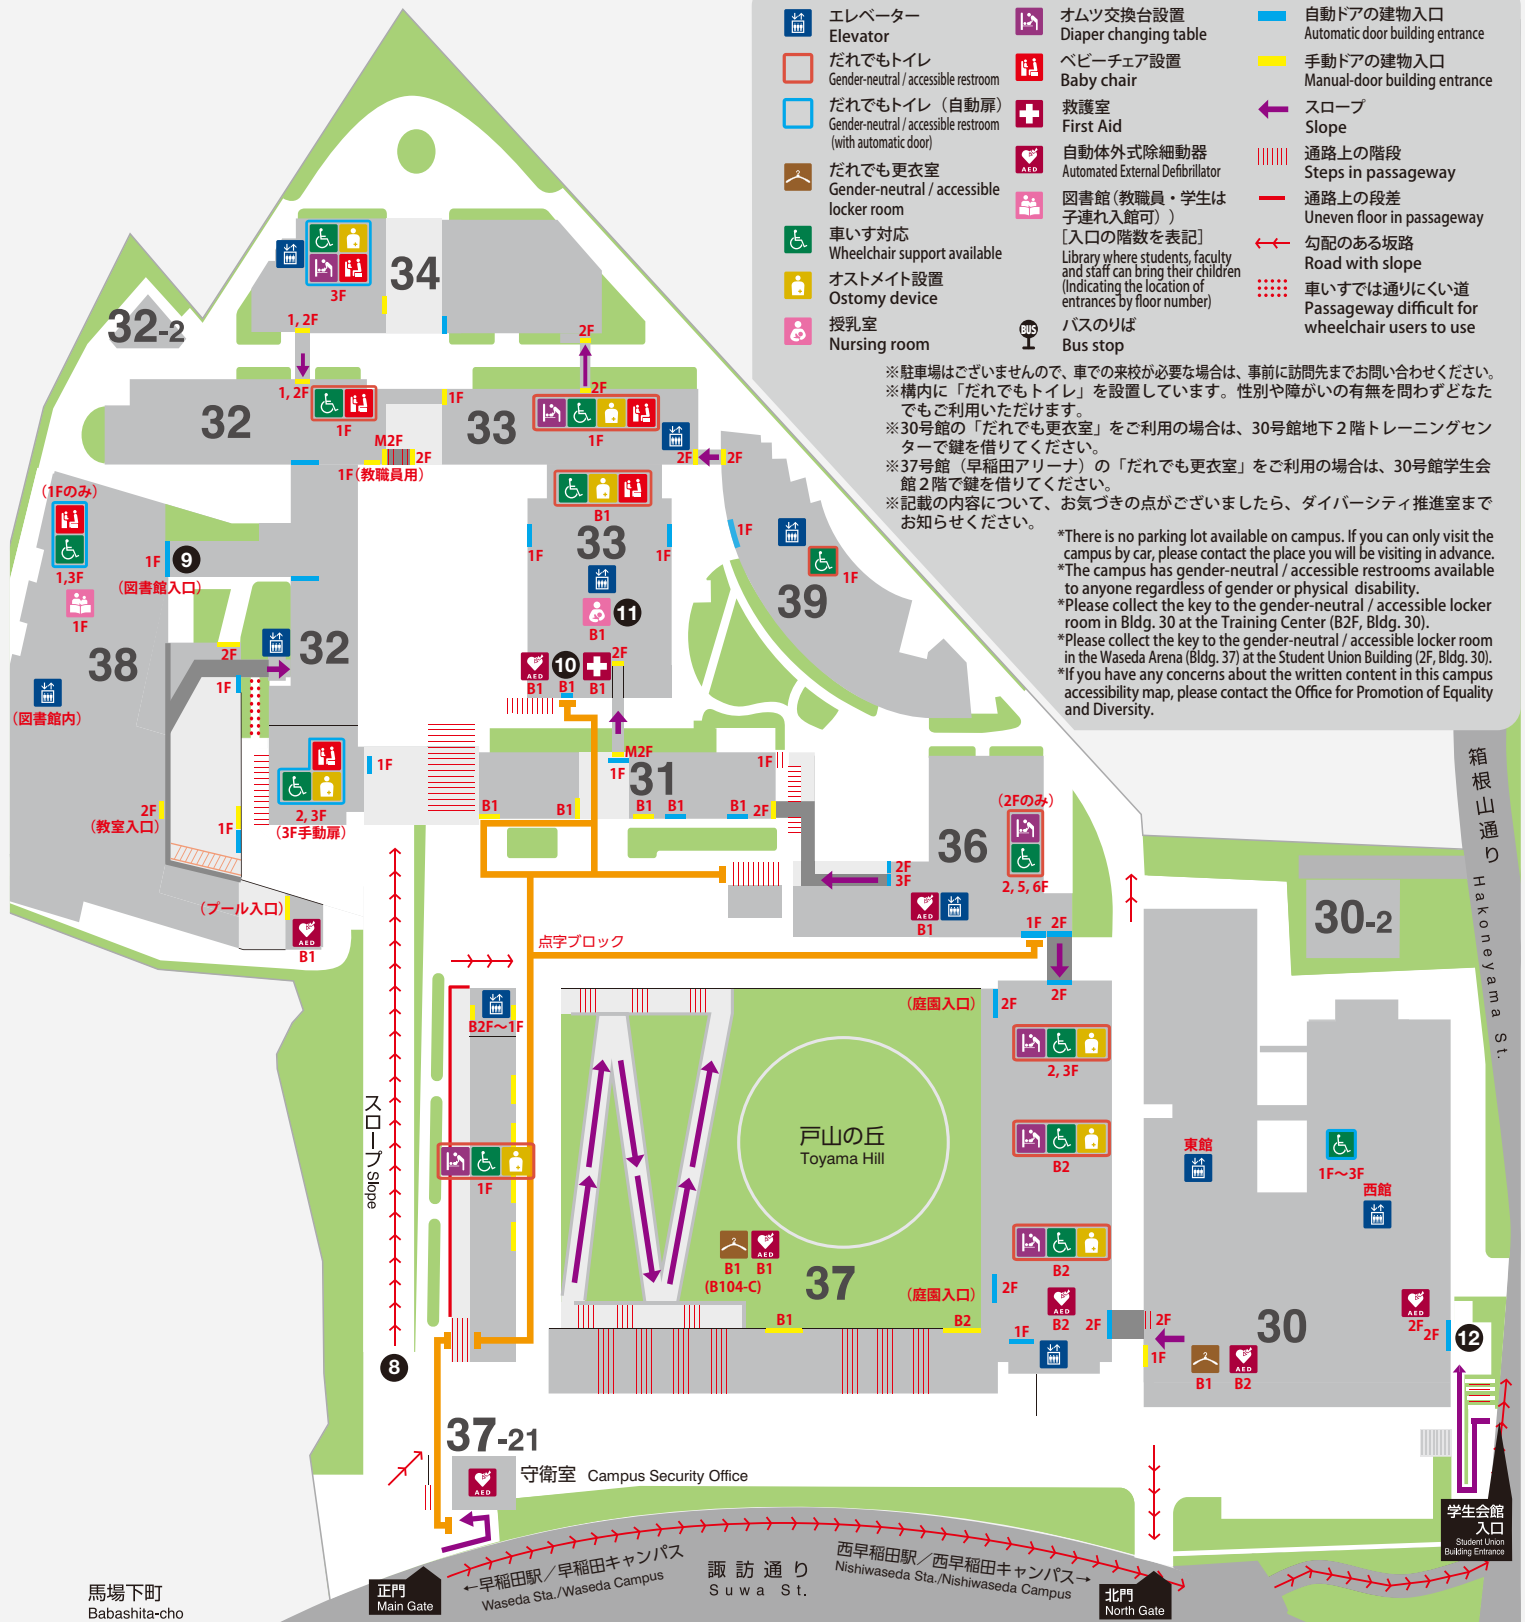 エレベーター
Elevator
だれでもトイレ
Gender-neutral / accessible restroom
だれでもトイレ（自動扉）
Gender-neutral / accessible restroom
(with automatic door)
だれでも更衣室
Gender-neutral / accessible
locker room
車いす対応
Wheelchair support available
オストメイト設置
Ostomy device
授乳室
Nursing room
オムツ交換台設置
Diaper changing table
ベビーチェア設置
Baby chair
救護室
First Aid
AED
自動体外式除細動器
Automated External Defibrillator
図書館（教職員・学生は
子連れ入館可））
［入口の階数を表記］
Library where students, faculty
and staff can bring their children
(Indicating the location of
entrances by floor number)
BUS
バスのりば
Bus stop
自動ドアの建物入口
Automatic door building entrance
手動ドアの建物入口
Manual-door building entrance
スロープ
Slope
通路上の階段
Steps in passageway
通路上の段差
Uneven floor in passageway
勾配のある坂路
Road with slope
車いすでは通りにくい道
Passageway difficult for
wheelchair users to use
※駐車場はございませんので、車での来校が必要な場合は、事前に訪問先までお問い合わせください。
※構内に「だれでもトイレ」を設置しています。性別や障がいの有無を問わずどなた
でもご利用いただけます。
※30号館の「だれでも更衣室」をご利用の場合は、30号館地下２階トレーニングセン
ターで鍵を借りてください。
※37号館（早稲田アリーナ）の「だれでも更衣室」をご利用の場合は、30号館学生会
館２階で鍵を借りてください。
※記載の内容について、お気づきの点がございましたら、ダイバーシティ推進室まで
お知らせください。
*There is no parking lot available on campus. If you can only visit the
campus by car, please contact the place you will be visiting in advance.
*The campus has gender-neutral / accessible restrooms available
to anyone regardless of gender or physical disability.
*Please collect the key to the gender-neutral / accessible locker
room in Bldg. 30 at the Training Center (B2F, Bldg. 30).
*Please collect the key to the gender-neutral / accessible locker room
in the Waseda Arena (Bldg. 37) at the Student Union Building (2F, Bldg. 30).
*If you have any concerns about the written content in this campus
accessibility map, please contact the Office for Promotion of Equality
and Diversity.
34
3F
32-2
1, 2F
2F
1, 2F
2F
32
1F
1F
33
1F
M2F
2F
1F（教職員用）
2F
2F
（1Fのみ）
1,3F
1F
1F
9
（図書館入口）
38
（図書館内）
2F
1F
32
B1
1F
33
1F
B1
11
AED
B1
10
B1
B1
2F
1F
39
1F
2, 3F
（3F手動扉）
1F
2F
（教室入口）
1F
（プール入口）
AED
B1
M2F
1F
31
1F
B1
B1
B1
B1
B1
2F
2F
3F
36
（2Fのみ）
2, 5, 6F
AED
B1
1F
2F
2F
点字ブロック
30-2
箱根山通り
Hakoneyama St.
B2F～1F
1F
スロープ Slope
8
戸山の丘
Toyama Hill
（庭園入口）
2F
2, 3F
B2
B2
AED
B2
B1
(B104-C)
AED
B1
37
（庭園入口）
2F
B1
B2
1F
2F
2F
1F
東館
1F～3F
西館
30
B1
AED
B2
AED
2F
2F
12
37-21
AED
守衛室 Campus Security Office
学生会館
入口
Student Union
Building Entrance
正門
Main Gate
←早稲田駅／早稲田キャンパス
Waseda Sta./Waseda Campus
諏訪通り
Suwa St.
西早稲田駅／西早稲田キャンパス→
Nishiwaseda Sta./Nishiwaseda Campus
北門
North Gate
馬場下町
Babashita-cho